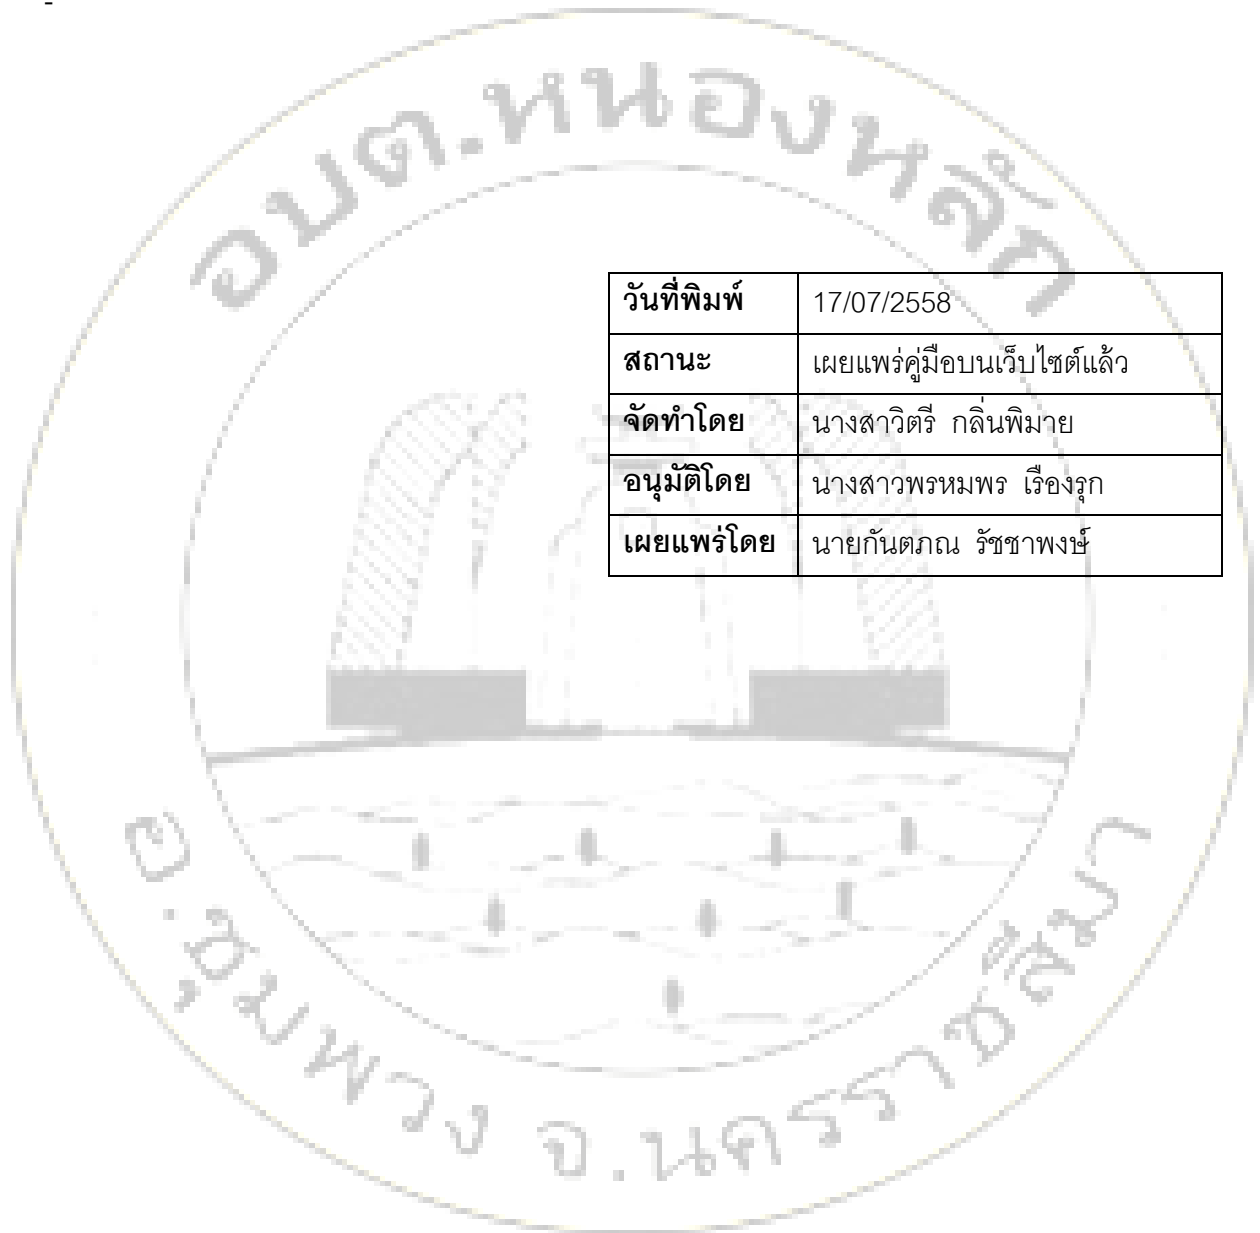 -
อบต.หนองหลัก
วันที่พิมพ์ 17/07/2558
สถานะ เผยแพร่คู่มือบนเว็บไซต์แล้ว
จัดทำโดย นางสาวิตรี กลิ่นพิมาย
อนุมัติโดย นางสาวพรหมพร เรืองรุก
เผยแพร่โดย นายกันตภณ รัชชาพงษ์
อ.ชุมพวง จ.นครราชสีมา